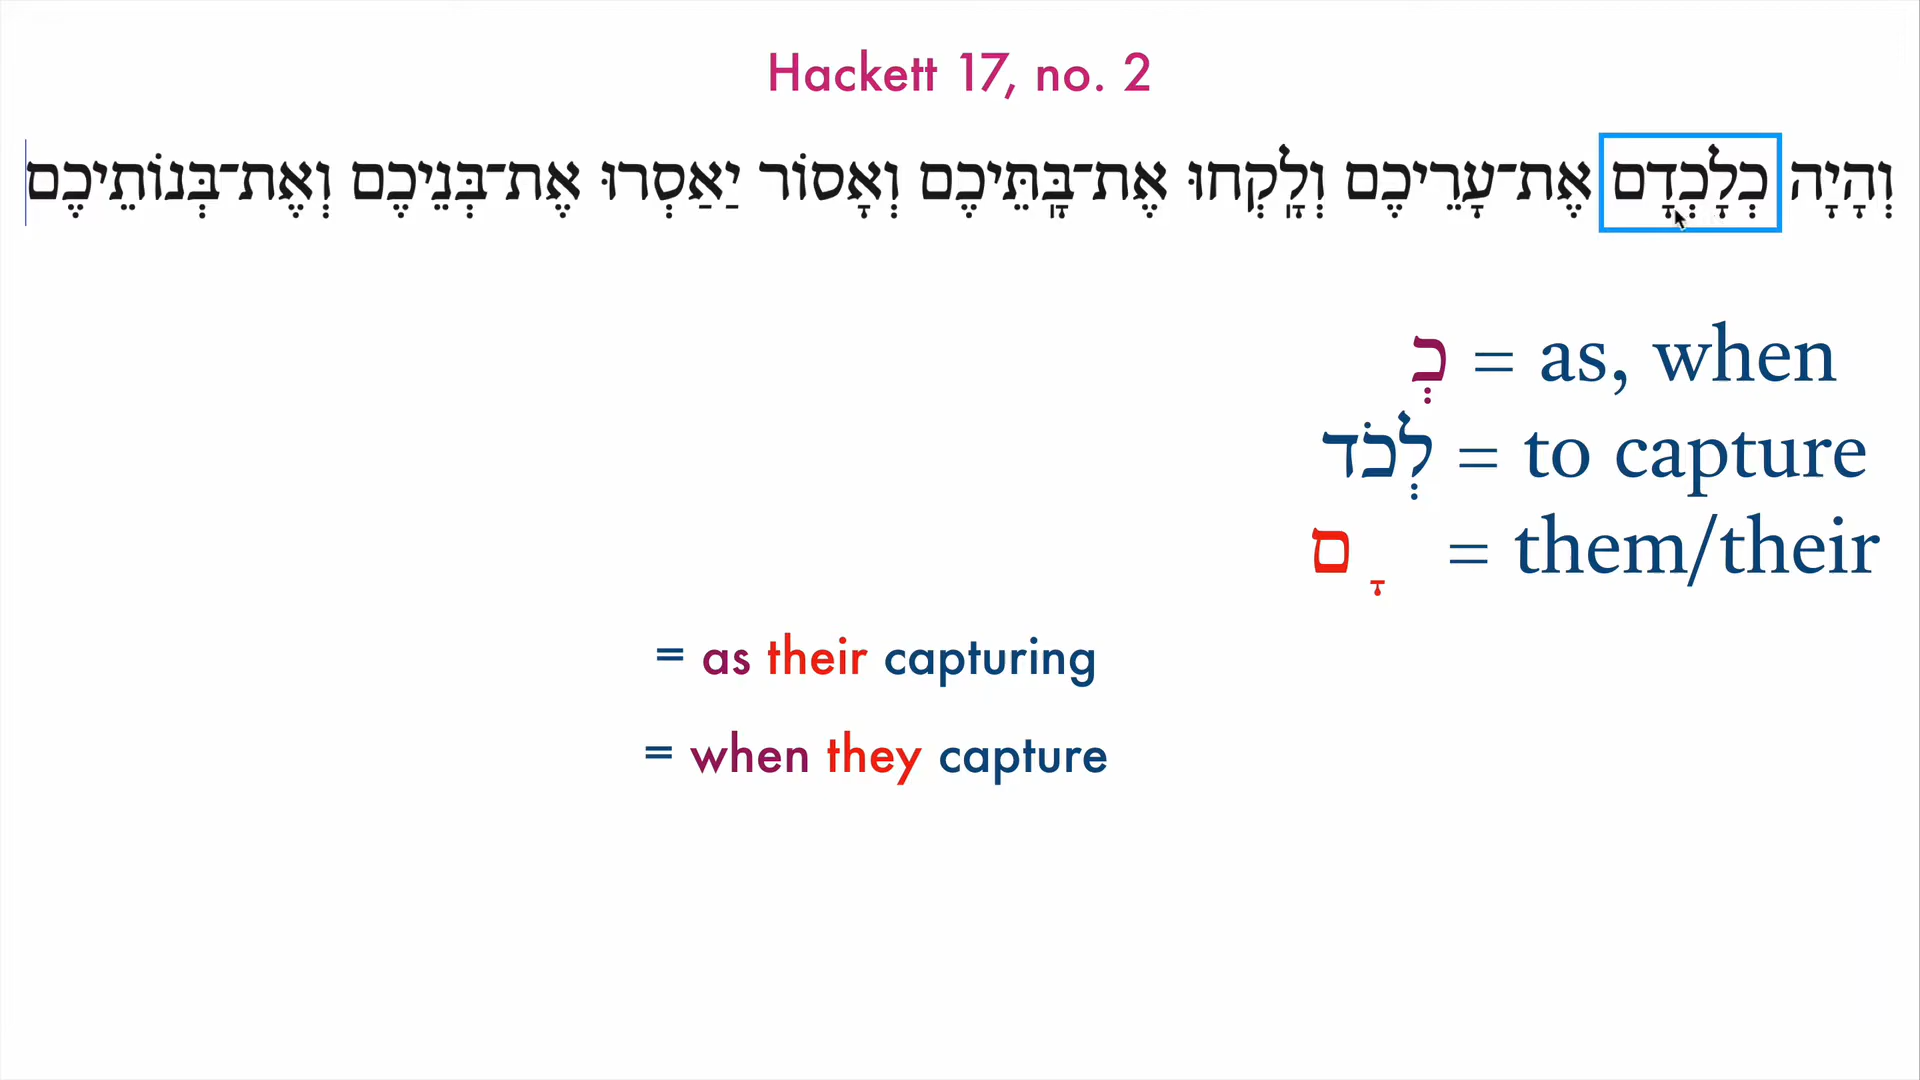 Hackett 17, no. 2
וְהָיָה כְלָכְדָם אֶת־עָרֵיכֶם וְלָֽקְחוּ אֶת־בָּֽתֵּיכֶם וְאָסוֹר יַאַסְרוּ אֶת־בְּנֵיכֶם וְאֶת־בְּנוֹתֵיכֶם
כְ = as, when
לְכֹד = to capture
ָם = them/their
= as their capturing
= when they capture